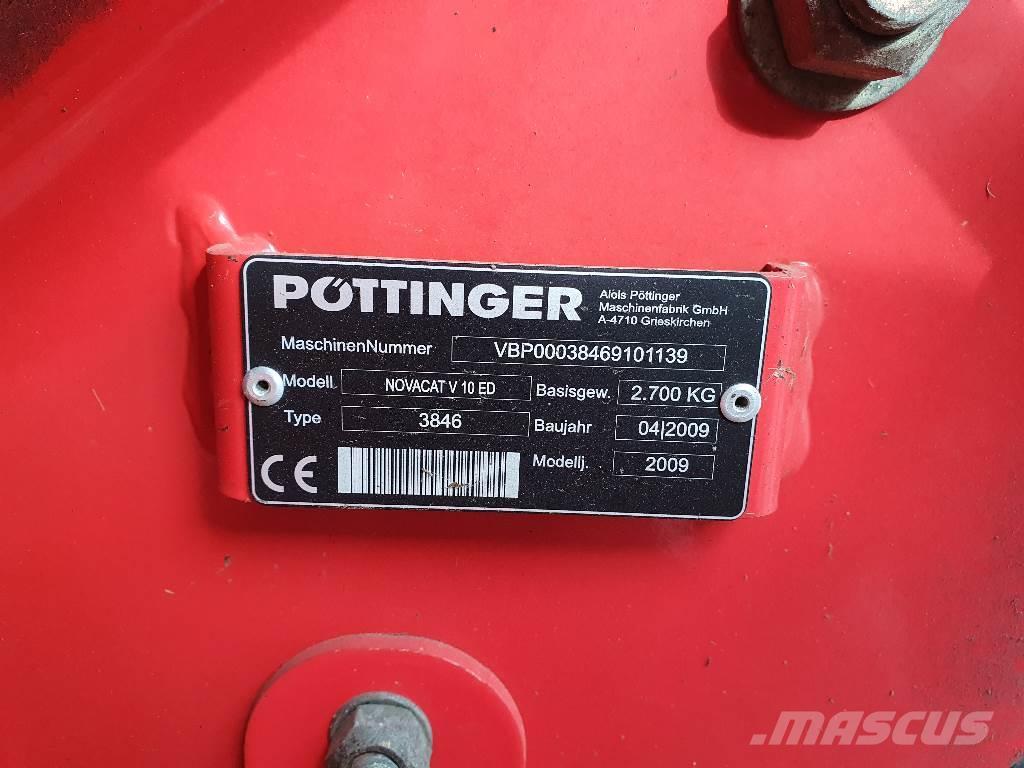 PÖTTINGER
Alois Pöttinger
Maschinenfabrik GmbH
A-4710 Grieskirchen
MaschinenNummer VBP00038469101139
Modell NOVACAT V 10 ED Basisgew. 2.700 KG
Type 3846 Baujahr 04|2009
Modellj. 2009
CE
MASCUS